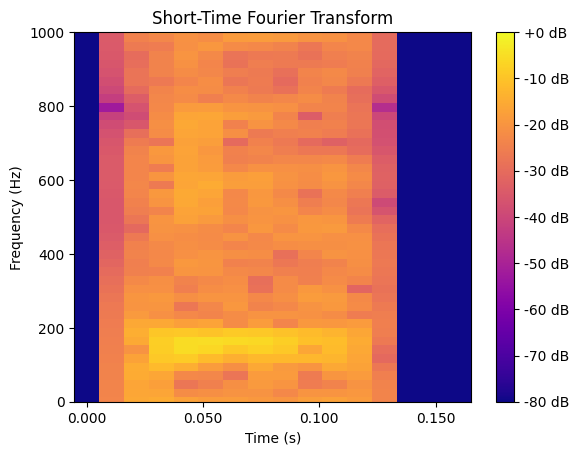 Short-Time Fourier Transform
1000
800
600
400
200
0
Frequency (Hz)
0.000
0.050
0.100
0.150
Time (s)
+0 dB
-10 dB
-20 dB
-30 dB
-40 dB
-50 dB
-60 dB
-70 dB
-80 dB